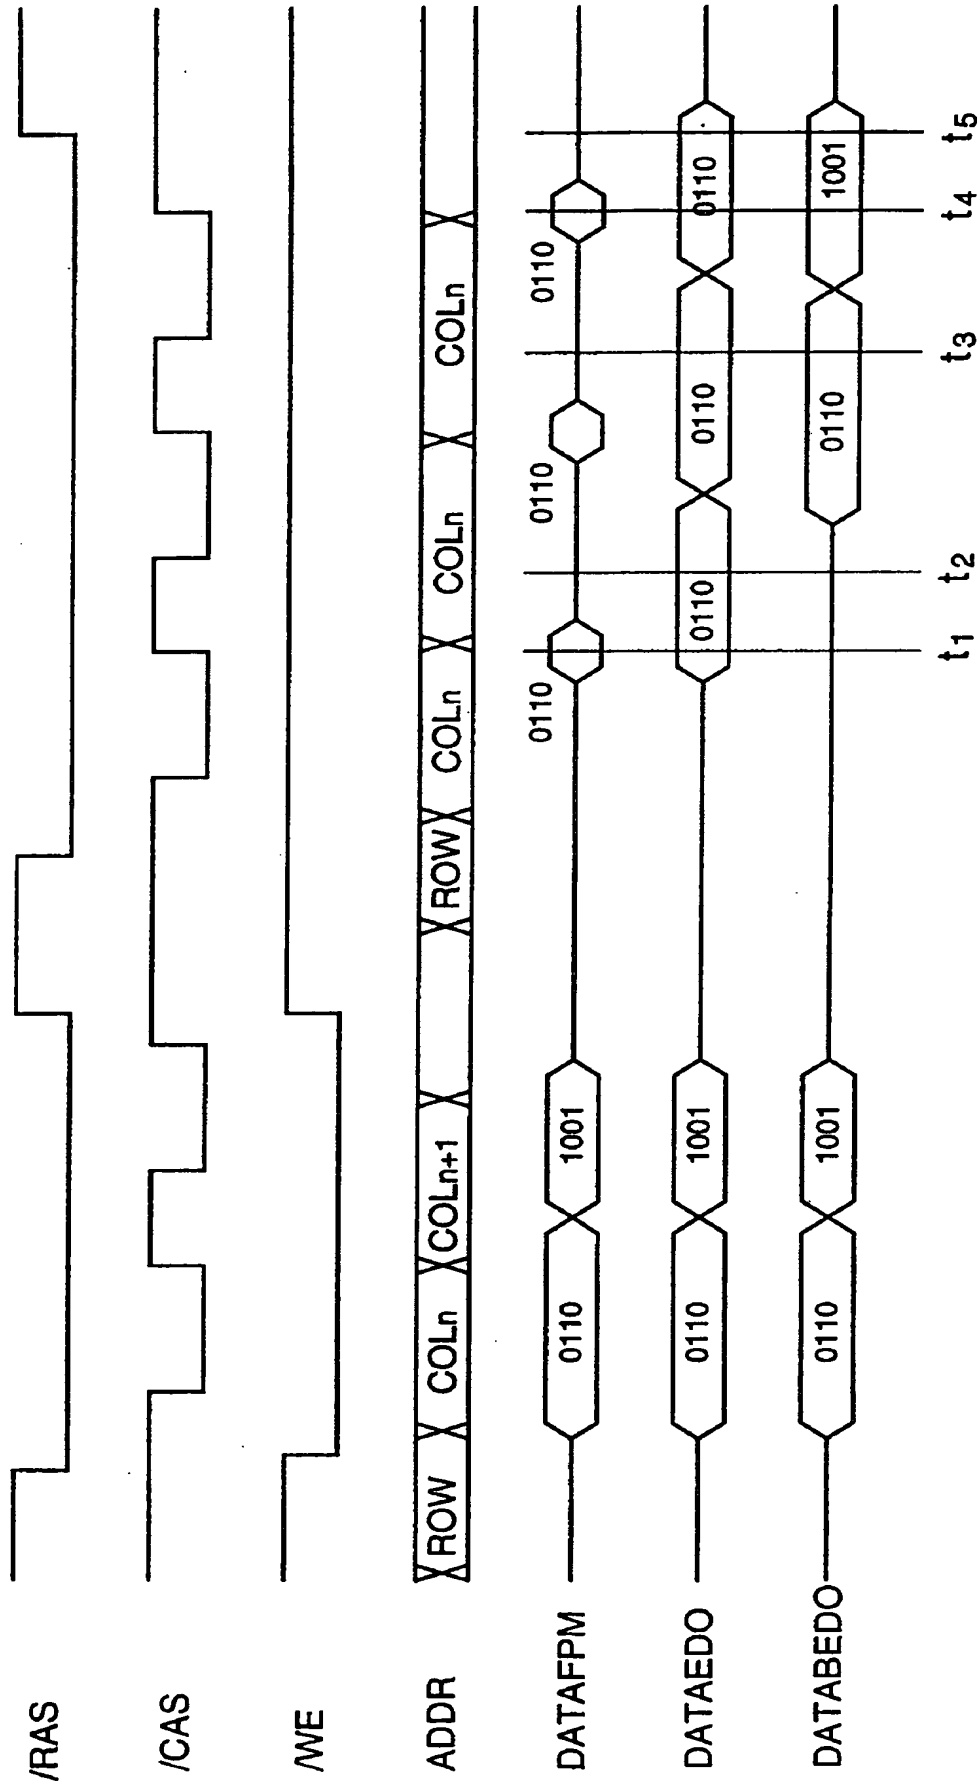 /RAS
/CAS
/WE
ADDR ROW COLn COLn+1 ROW COLn COLn COLn
DATAFPM 0110 1001 0110 0110 0110
DATAEDO 0110 1001 0110 0110 0110
DATABEDO 0110 1001 0110 1001
t1 t2 t3 t4 t5